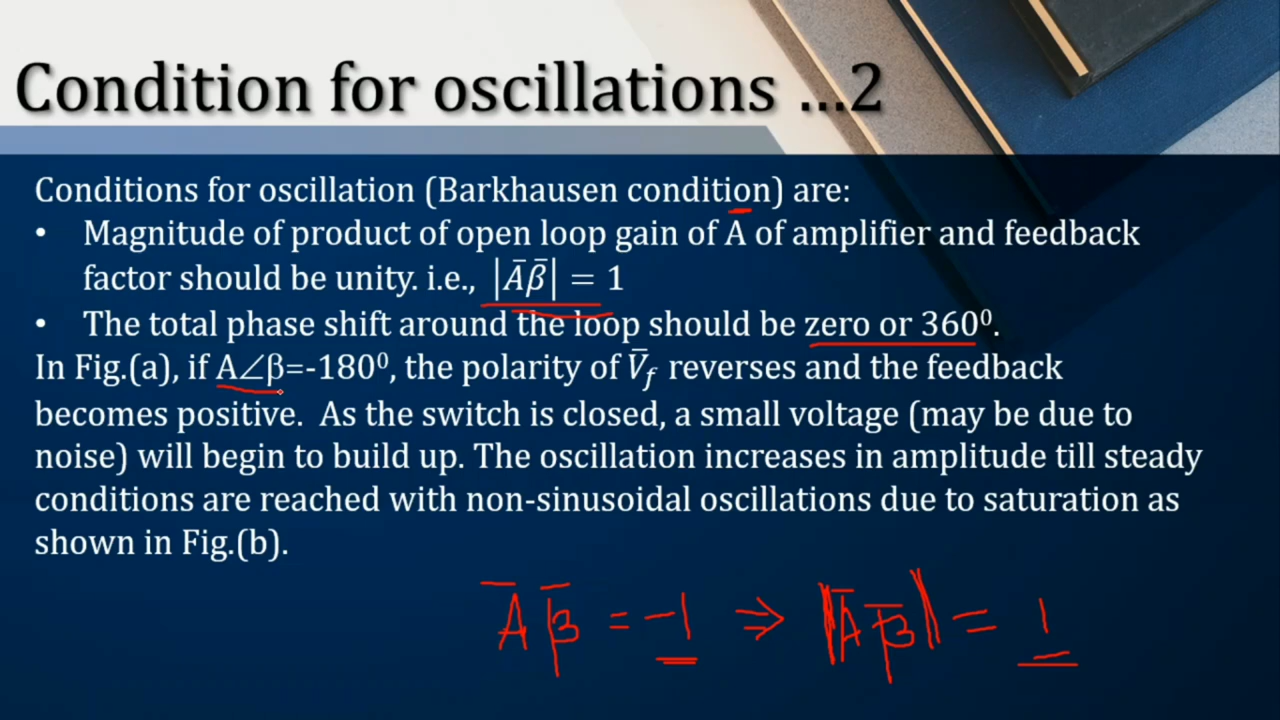 Condition for oscillations ...2
Conditions for oscillation (Barkhausen condition) are:
• Magnitude of product of open loop gain of A̅ of amplifier and feedback
factor should be unity. i.e., |A̅β̅| = 1
• The total phase shift around the loop should be zero or 360⁰.
In Fig.(a), if A∠β=-180⁰, the polarity of V̅_f reverses and the feedback
becomes positive. As the switch is closed, a small voltage (may be due to
noise) will begin to build up. The oscillation increases in amplitude till steady
conditions are reached with non-sinusoidal oscillations due to saturation as
shown in Fig.(b).
A̅ β̅ = -1 ⇒ |A̅ β̅| = 1